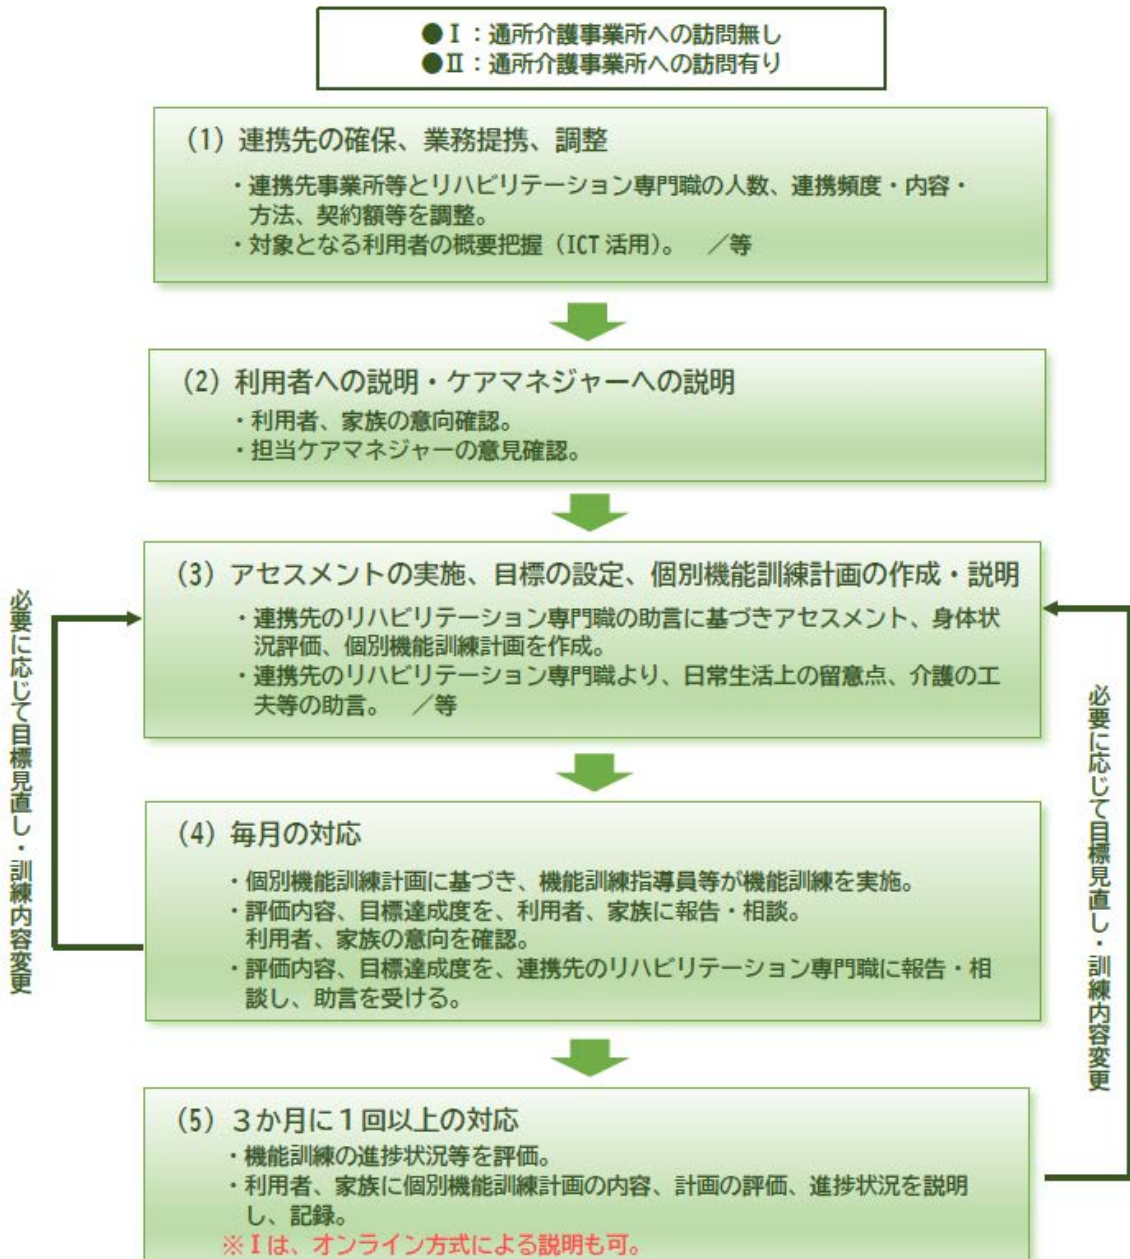 ●Ⅰ：通所介護事業所への訪問無し
●Ⅱ：通所介護事業所への訪問有り
（1）連携先の確保、業務提携、調整
・連携先事業所等とリハビリテーション専門職の人数、連携頻度・内容・
方法、契約額等を調整。
・対象となる利用者の概要把握（ICT 活用）。　／等
（2）利用者への説明・ケアマネジャーへの説明
・利用者、家族の意向確認。
・担当ケアマネジャーの意見確認。
（3）アセスメントの実施、目標の設定、個別機能訓練計画の作成・説明
・連携先のリハビリテーション専門職の助言に基づきアセスメント、身体状
況評価、個別機能訓練計画を作成。
・連携先のリハビリテーション専門職より、日常生活上の留意点、介護の工
夫等の助言。　／等
（4）毎月の対応
・個別機能訓練計画に基づき、機能訓練指導員等が機能訓練を実施。
・評価内容、目標達成度を、利用者、家族に報告・相談。
利用者、家族の意向を確認。
・評価内容、目標達成度を、連携先のリハビリテーション専門職に報告・相
談し、助言を受ける。
（5）３か月に１回以上の対応
・機能訓練の進捗状況等を評価。
・利用者、家族に個別機能訓練計画の内容、計画の評価、進捗状況を説明
し、記録。
※Ⅰは、オンライン方式による説明も可。
必要に応じて目標見直し・訓練内容変更
必要に応じて目標見直し・訓練内容変更